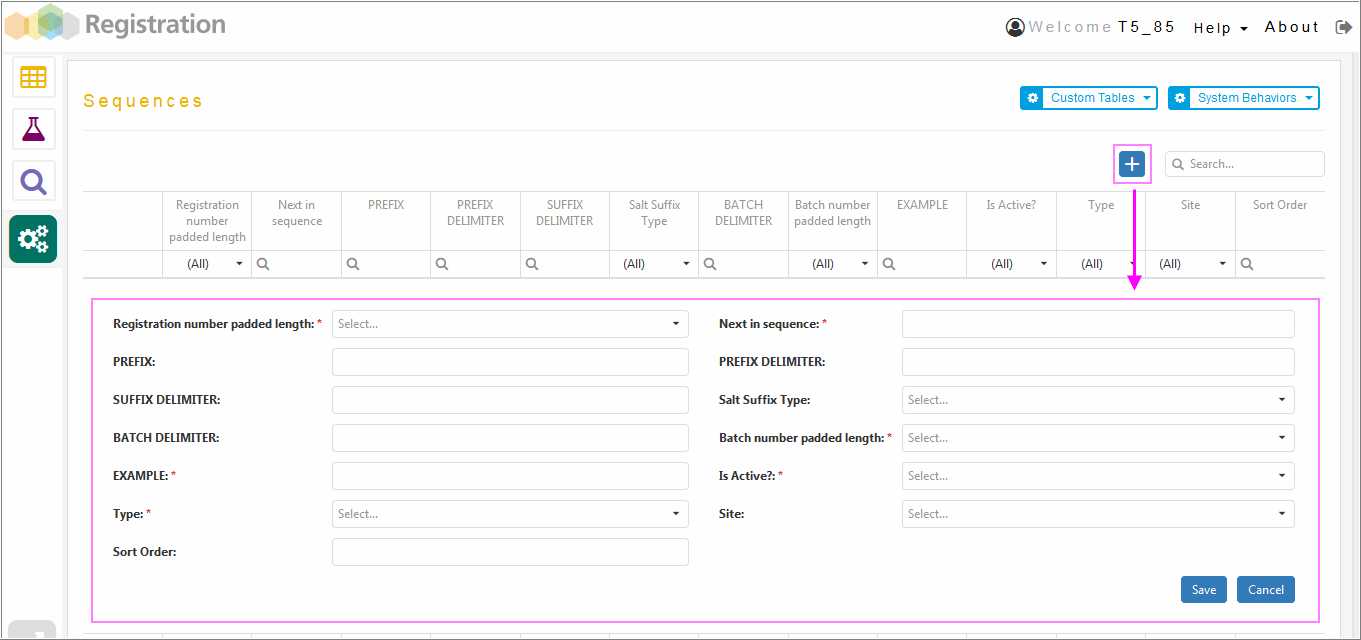 Registration
Welcome T5_85 Help About
Sequences
Custom Tables System Behaviors
Search...
Registration number padded length
Next in sequence
PREFIX
PREFIX DELIMITER
SUFFIX DELIMITER
Salt Suffix Type
BATCH DELIMITER
Batch number padded length
EXAMPLE
Is Active?
Type
Site
Sort Order
(All) (All) (All) (All) (All) (All)
Registration number padded length: * Select... Next in sequence: *
PREFIX: PREFIX DELIMITER:
SUFFIX DELIMITER: Salt Suffix Type: Select...
BATCH DELIMITER: Batch number padded length: * Select...
EXAMPLE: * Is Active?: * Select...
Type: * Select... Site: Select...
Sort Order:
Save Cancel